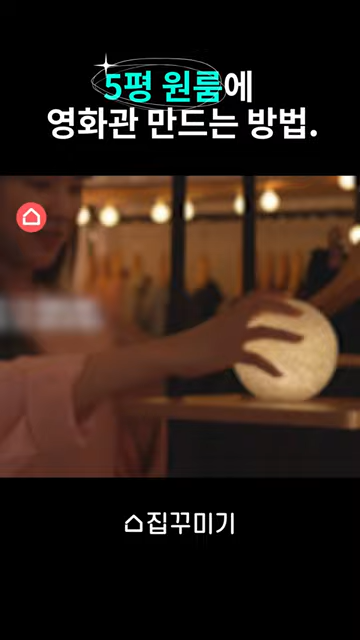 5평 원룸에
영화관 만드는 방법.
집꾸미기